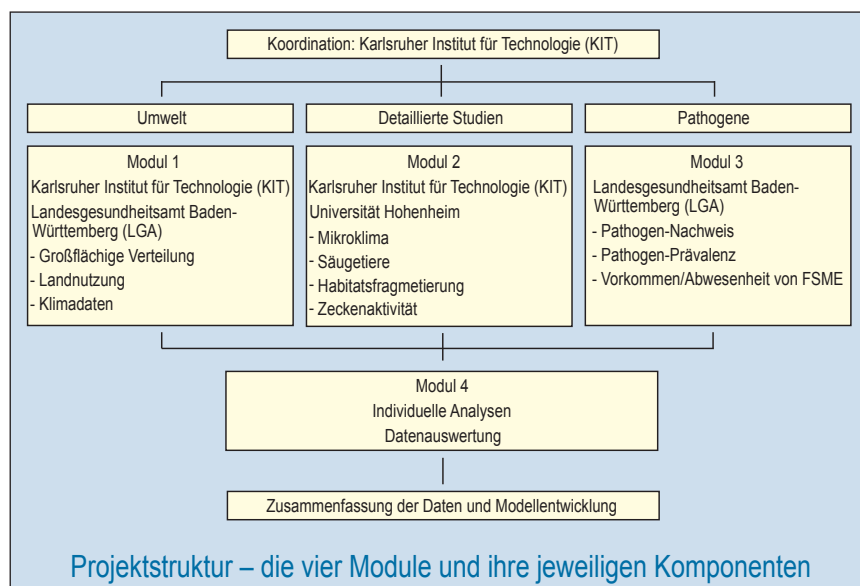 Koordination: Karlsruher Institut für Technologie (KIT)
Umwelt
Detaillierte Studien
Pathogene
Modul 1
Karlsruher Institut für Technologie (KIT)
Landesgesundheitsamt Baden-
Württemberg (LGA)
- Großflächige Verteilung
- Landnutzung
- Klimadaten
Modul 2
Karlsruher Institut für Technologie (KIT)
Universität Hohenheim
- Mikroklima
- Säugetiere
- Habitatsfragmetierung
- Zeckenaktivität
Modul 3
Landesgesundheitsamt Baden-
Württemberg (LGA)
- Pathogen-Nachweis
- Pathogen-Prävalenz
- Vorkommen/Abwesenheit von FSME
Modul 4
Individuelle Analysen
Datenauswertung
Zusammenfassung der Daten und Modellentwicklung
Projektstruktur – die vier Module und ihre jeweiligen Komponenten